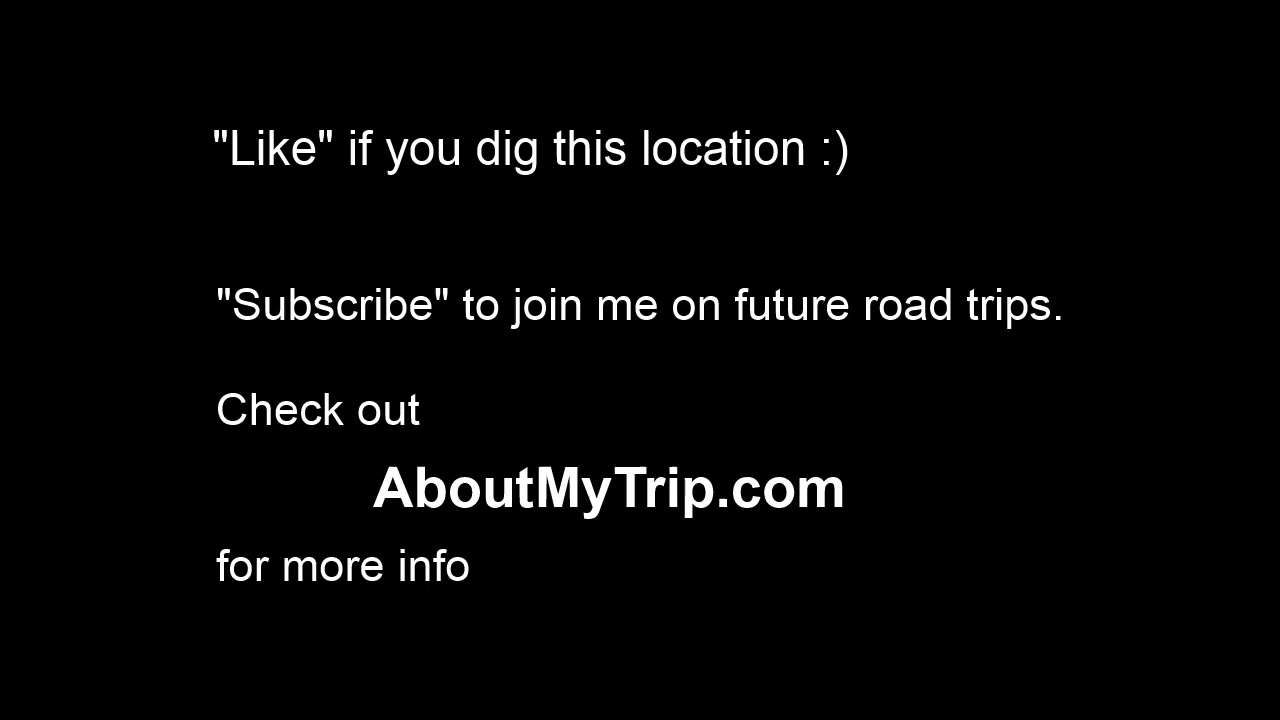 "Like" if you dig this location :)
"Subscribe" to join me on future road trips.
Check out
AboutMyTrip.com
for more info